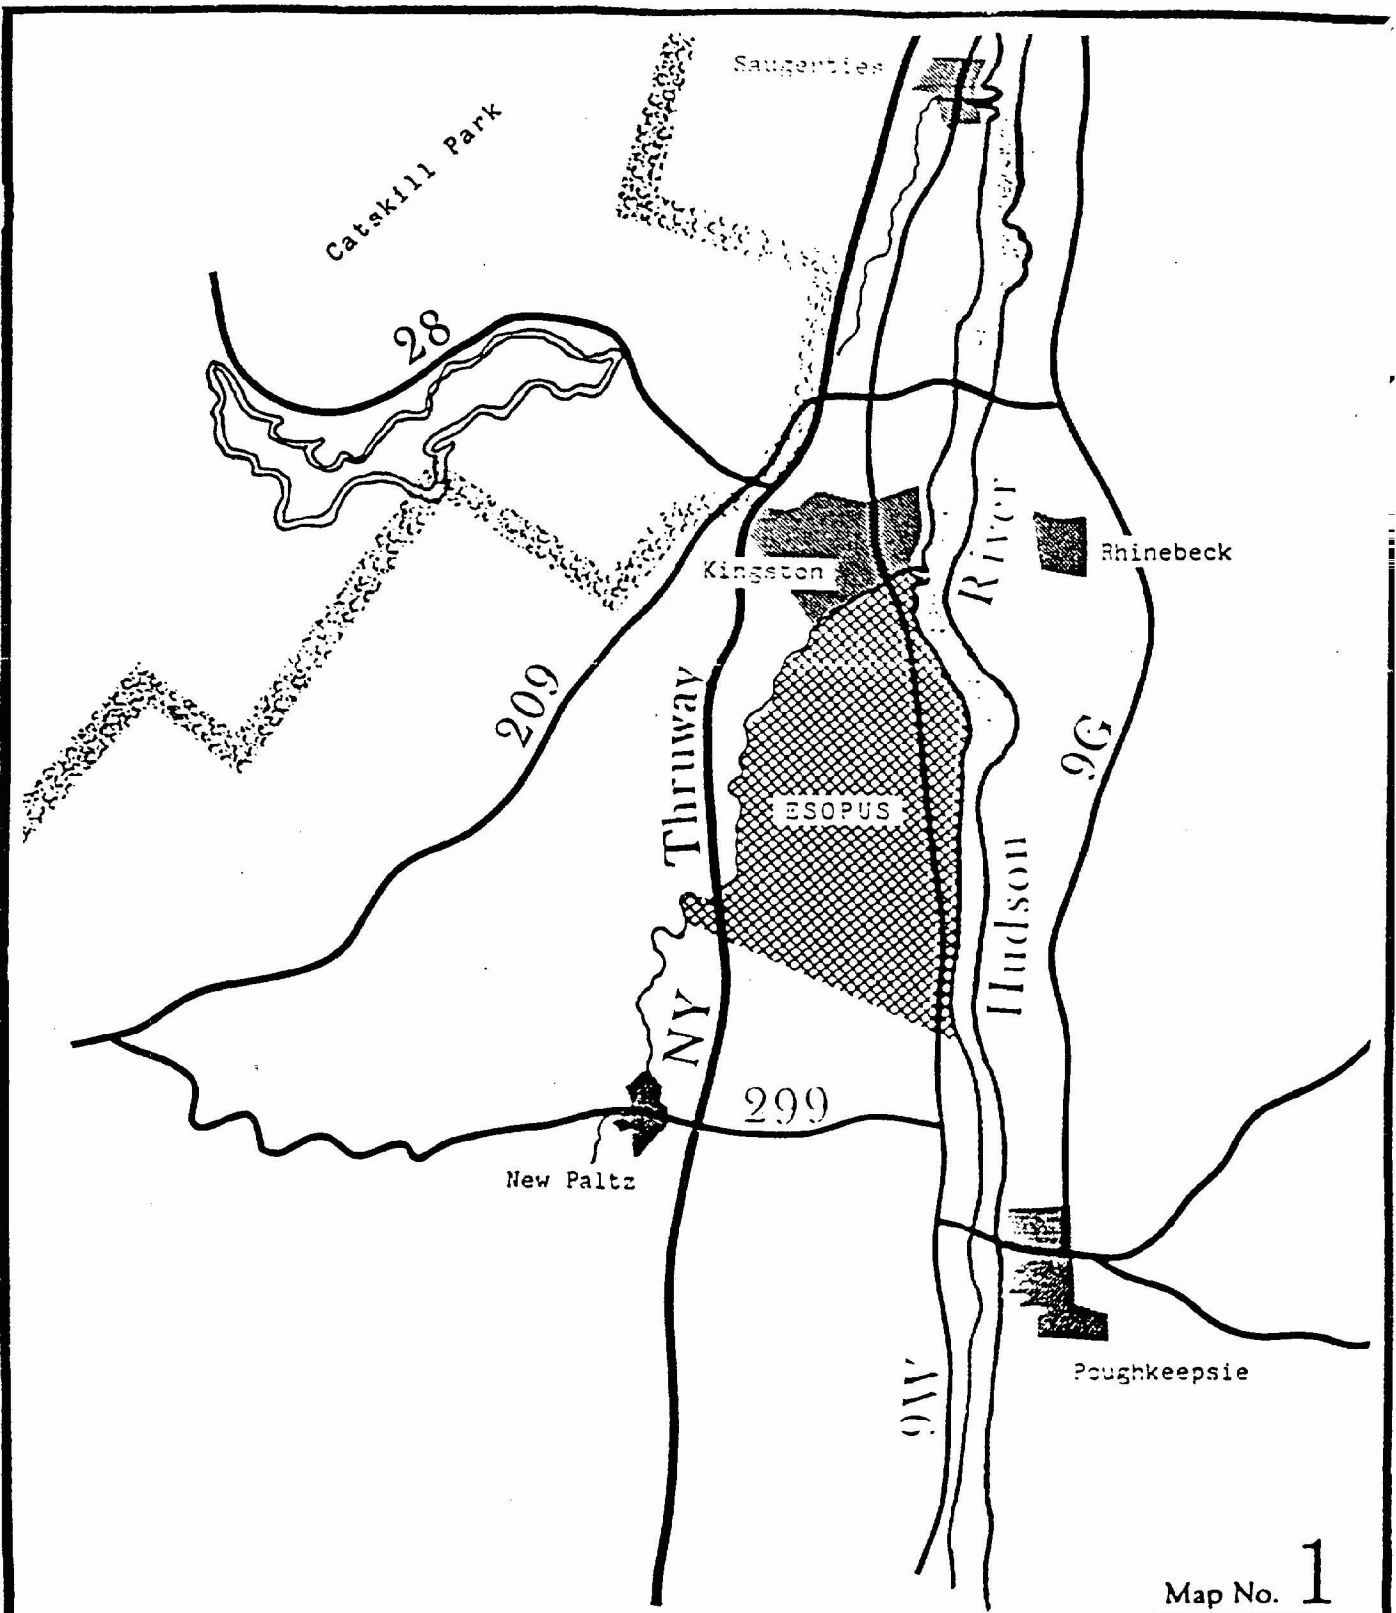 Saugerties
Catskill Park
28
River
Rhinebeck
Kingston
209
NY Thruway
9G
ESOPUS
Hudson
299
New Paltz
Poughkeepsie
9W
Map No. 1